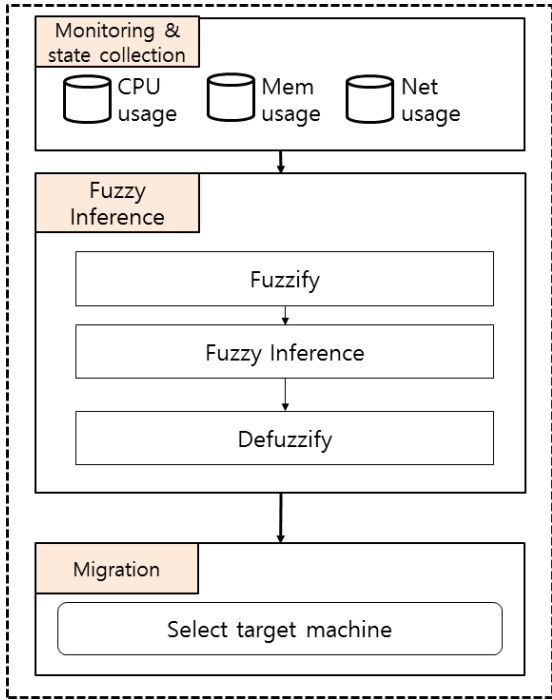 Monitoring &
state collection
CPU
usage
Mem
usage
Net
usage
Fuzzy
Inference
Fuzzify
Fuzzy Inference
Defuzzify
Migration
Select target machine